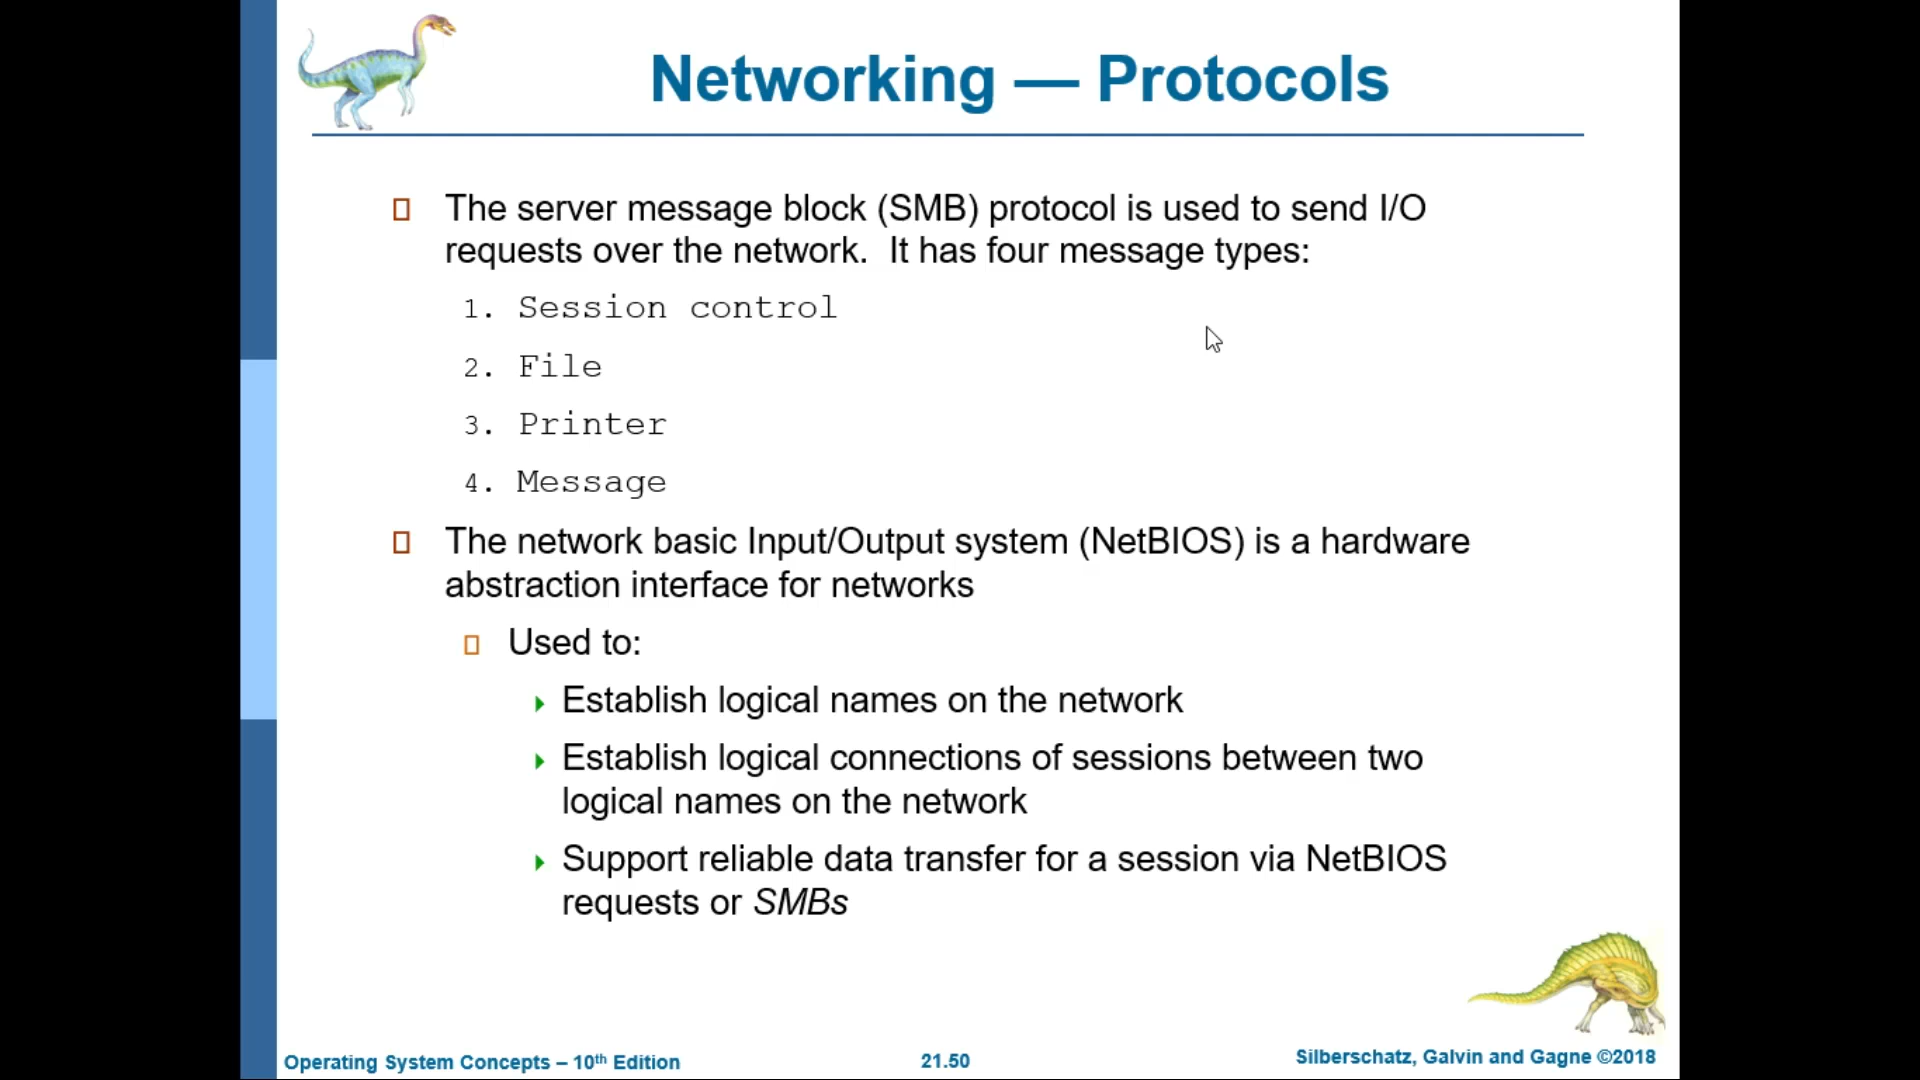 Networking — Protocols
The server message block (SMB) protocol is used to send I/O
requests over the network.  It has four message types:
1. Session control
2. File
3. Printer
4. Message
The network basic Input/Output system (NetBIOS) is a hardware
abstraction interface for networks
Used to:
Establish logical names on the network
Establish logical connections of sessions between two
logical names on the network
Support reliable data transfer for a session via NetBIOS
requests or SMBs
Operating System Concepts – 10th Edition
21.50
Silberschatz, Galvin and Gagne ©2018